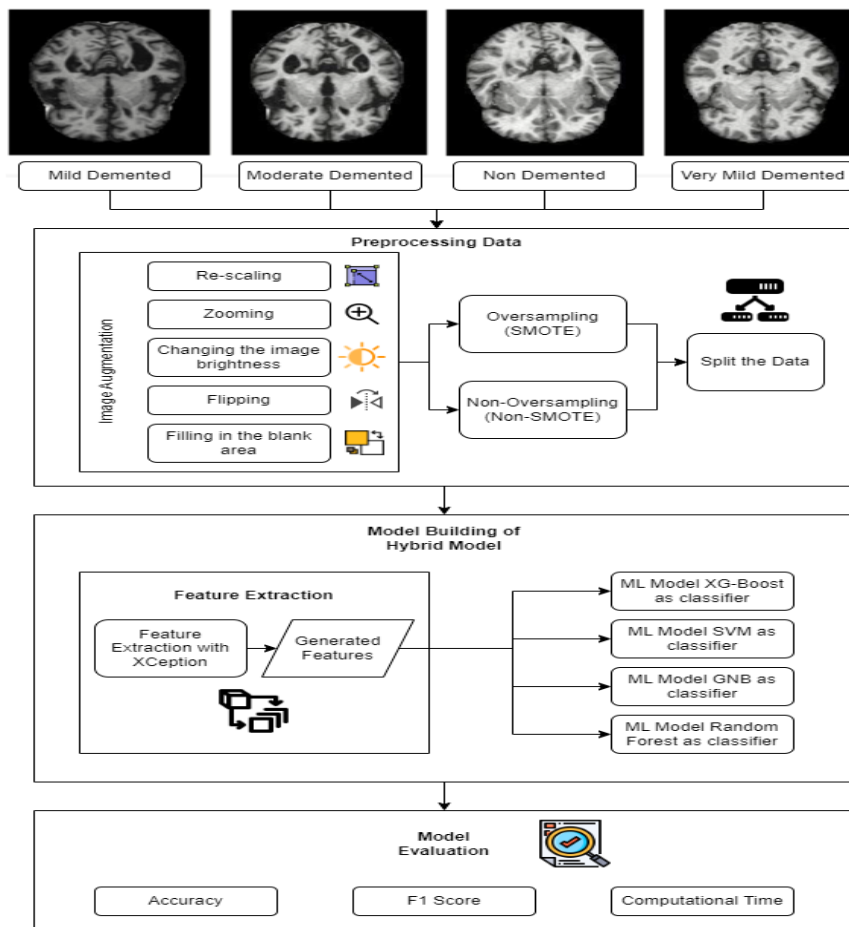 Mild Demented
Moderate Demented
Non Demented
Very Mild Demented
Preprocessing Data
Image Augmentation
Re-scaling
Zooming
Changing the image
brightness
Flipping
Filling in the blank
area
Oversampling
(SMOTE)
Non-Oversampling
(Non-SMOTE)
Split the Data
Model Building of
Hybrid Model
Feature Extraction
Feature
Extraction with
XCeption
Generated
Features
ML Model XG-Boost
as classifier
ML Model SVM as
classifier
ML Model GNB as
classifier
ML Model Random
Forest as classifier
Model
Evaluation
Accuracy
F1 Score
Computational Time